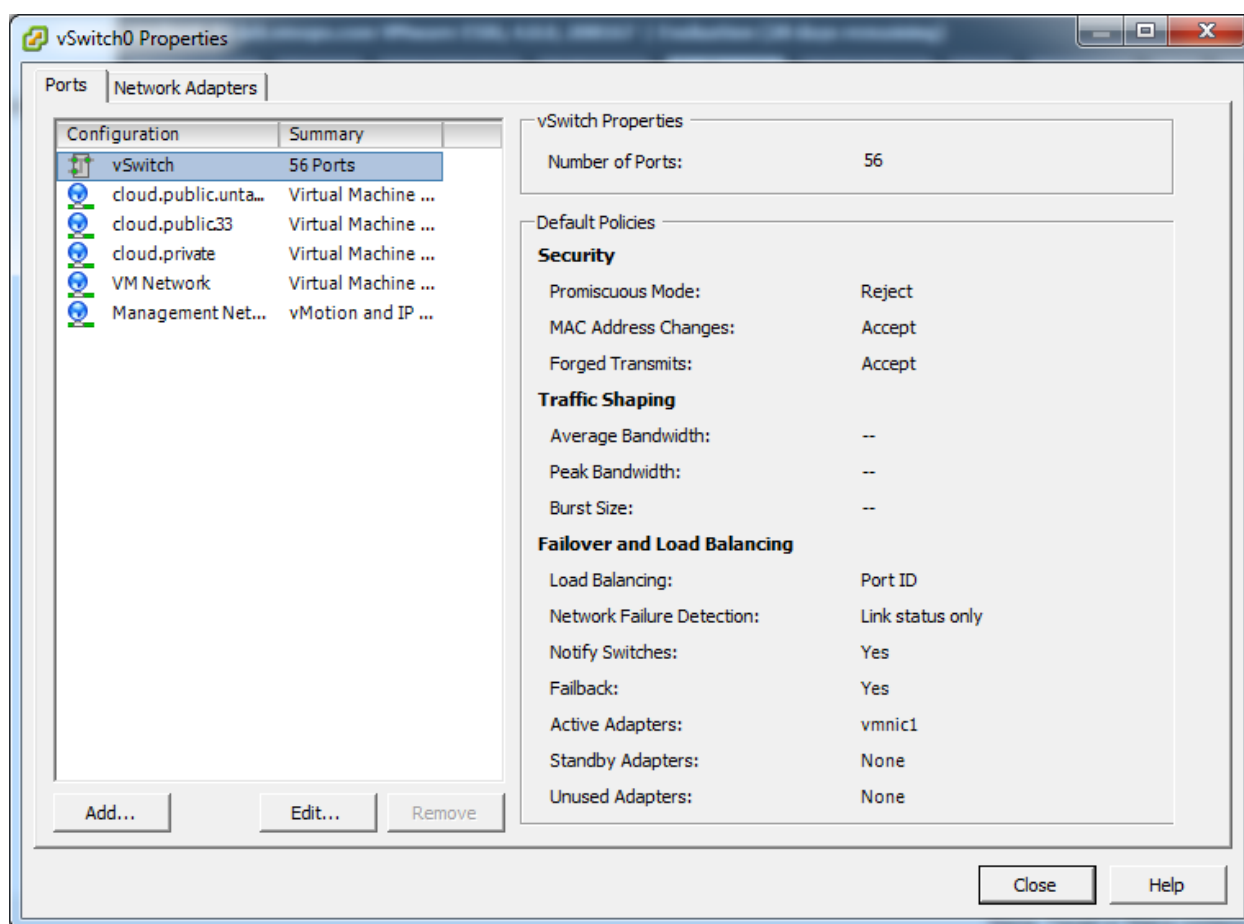 vSwitch0 Properties
Ports Network Adapters
Configuration Summary
vSwitch 56 Ports
cloud.public.unta... Virtual Machine ...
cloud.public.33 Virtual Machine ...
cloud.private Virtual Machine ...
VM Network Virtual Machine ...
Management Net... vMotion and IP ...
Add... Edit... Remove
vSwitch Properties
Number of Ports: 56
Default Policies
Security
Promiscuous Mode: Reject
MAC Address Changes: Accept
Forged Transmits: Accept
Traffic Shaping
Average Bandwidth: --
Peak Bandwidth: --
Burst Size: --
Failover and Load Balancing
Load Balancing: Port ID
Network Failure Detection: Link status only
Notify Switches: Yes
Failback: Yes
Active Adapters: vmnic1
Standby Adapters: None
Unused Adapters: None
Close Help